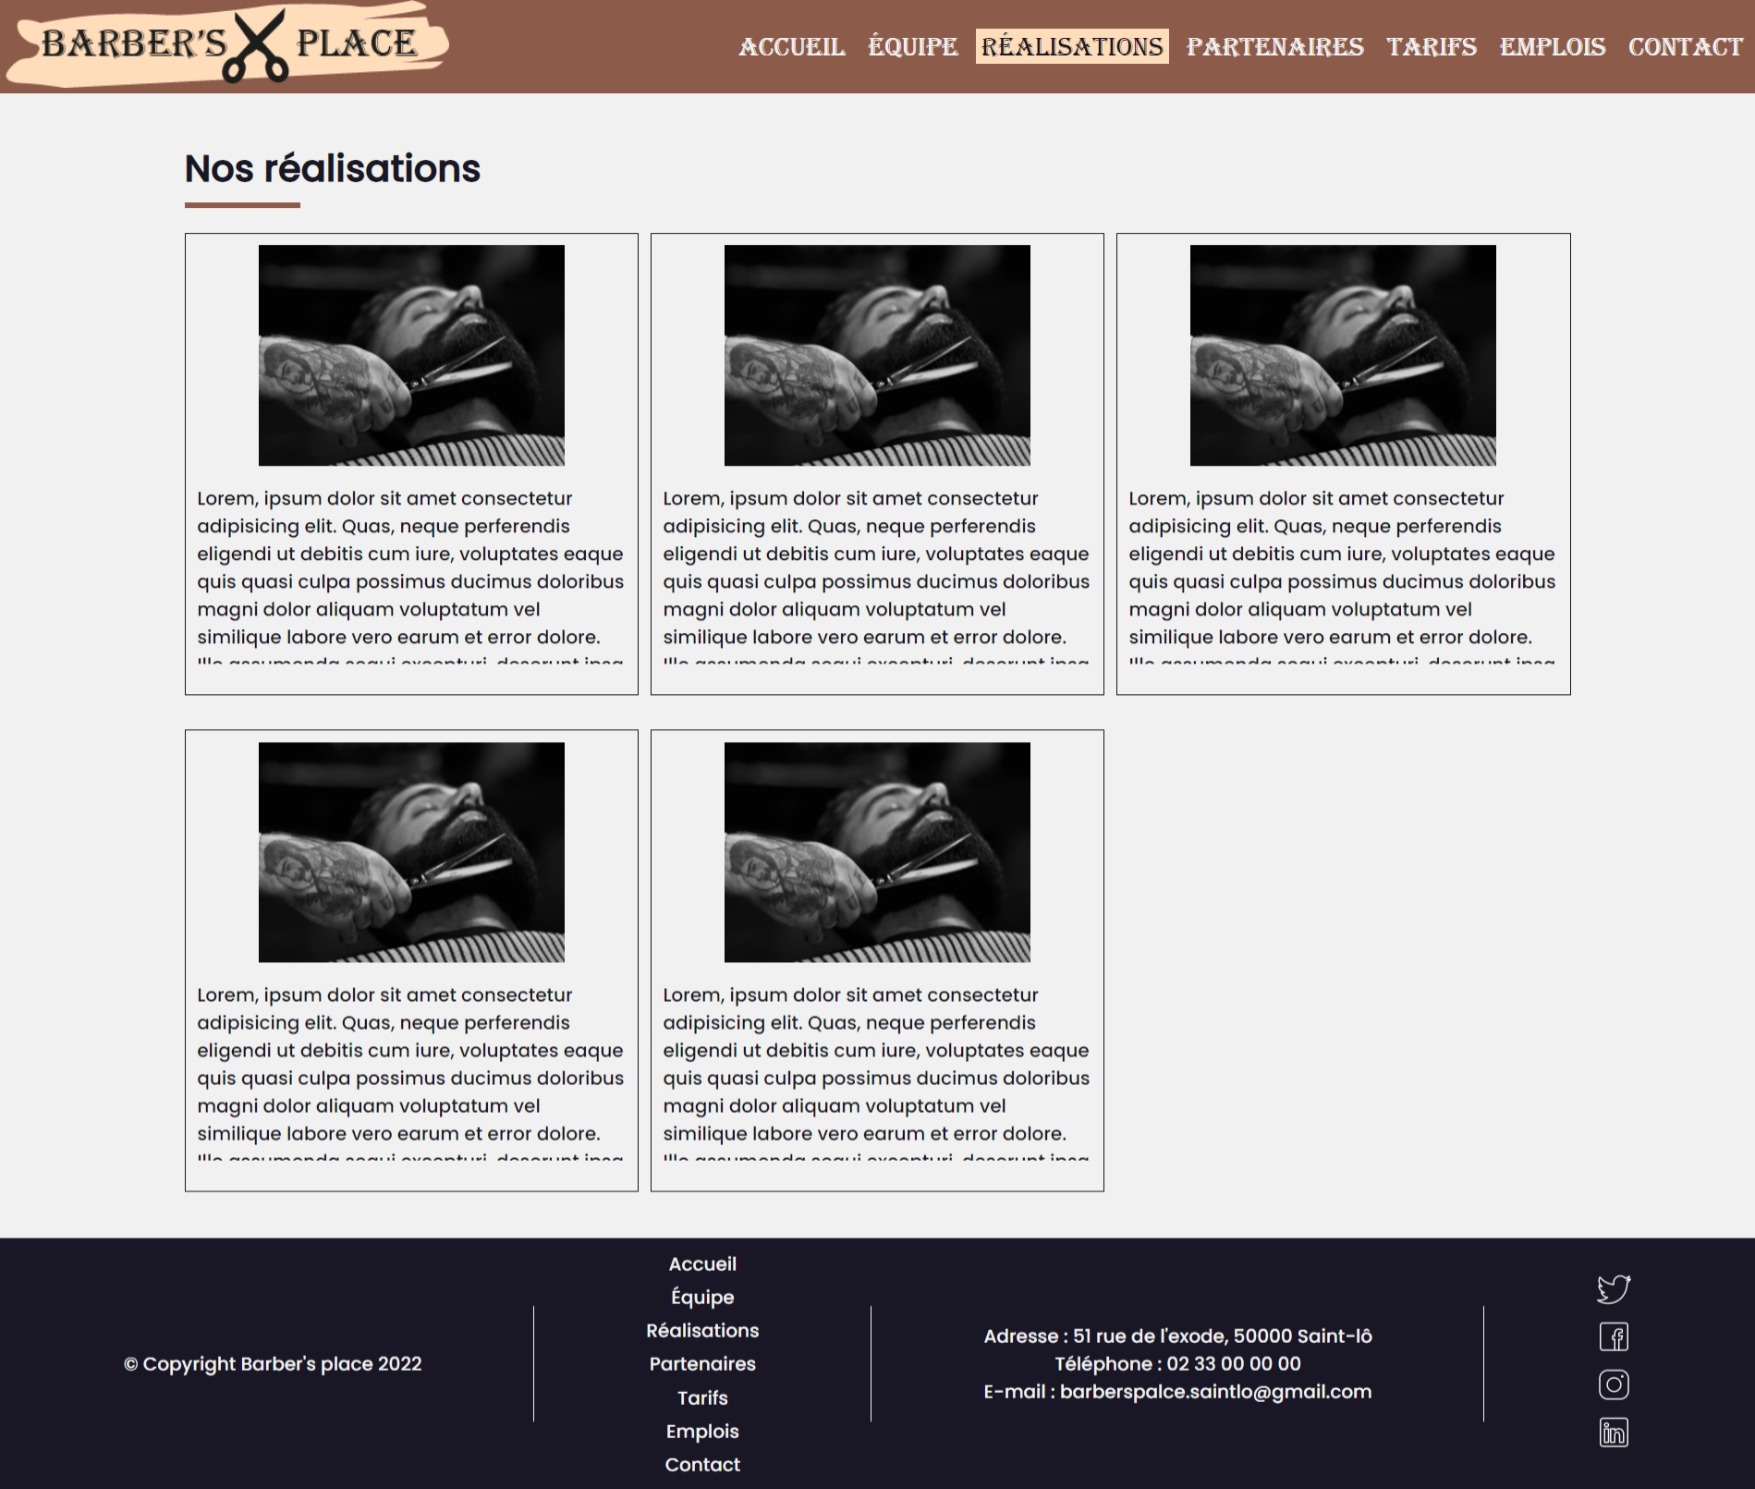 BARBER'S PLACE
ACCUEIL ÉQUIPE RÉALISATIONS PARTENAIRES TARIFS EMPLOIS CONTACT
Nos réalisations
Lorem, ipsum dolor sit amet consectetur
adipisicing elit. Quas, neque perferendis
eligendi ut debitis cum iure, voluptates eaque
quis quasi culpa possimus ducimus doloribus
magni dolor aliquam voluptatum vel
similique labore vero earum et error dolore.
Lorem, ipsum dolor sit amet consectetur
adipisicing elit. Quas, neque perferendis
eligendi ut debitis cum iure, voluptates eaque
quis quasi culpa possimus ducimus doloribus
magni dolor aliquam voluptatum vel
similique labore vero earum et error dolore.
Lorem, ipsum dolor sit amet consectetur
adipisicing elit. Quas, neque perferendis
eligendi ut debitis cum iure, voluptates eaque
quis quasi culpa possimus ducimus doloribus
magni dolor aliquam voluptatum vel
similique labore vero earum et error dolore.
Lorem, ipsum dolor sit amet consectetur
adipisicing elit. Quas, neque perferendis
eligendi ut debitis cum iure, voluptates eaque
quis quasi culpa possimus ducimus doloribus
magni dolor aliquam voluptatum vel
similique labore vero earum et error dolore.
Lorem, ipsum dolor sit amet consectetur
adipisicing elit. Quas, neque perferendis
eligendi ut debitis cum iure, voluptates eaque
quis quasi culpa possimus ducimus doloribus
magni dolor aliquam voluptatum vel
similique labore vero earum et error dolore.
© Copyright Barber's place 2022
Accueil
Équipe
Réalisations
Partenaires
Tarifs
Emplois
Contact
Adresse : 51 rue de l'exode, 50000 Saint-lô
Téléphone : 02 33 00 00 00
E-mail : barberspalce.saintlo@gmail.com